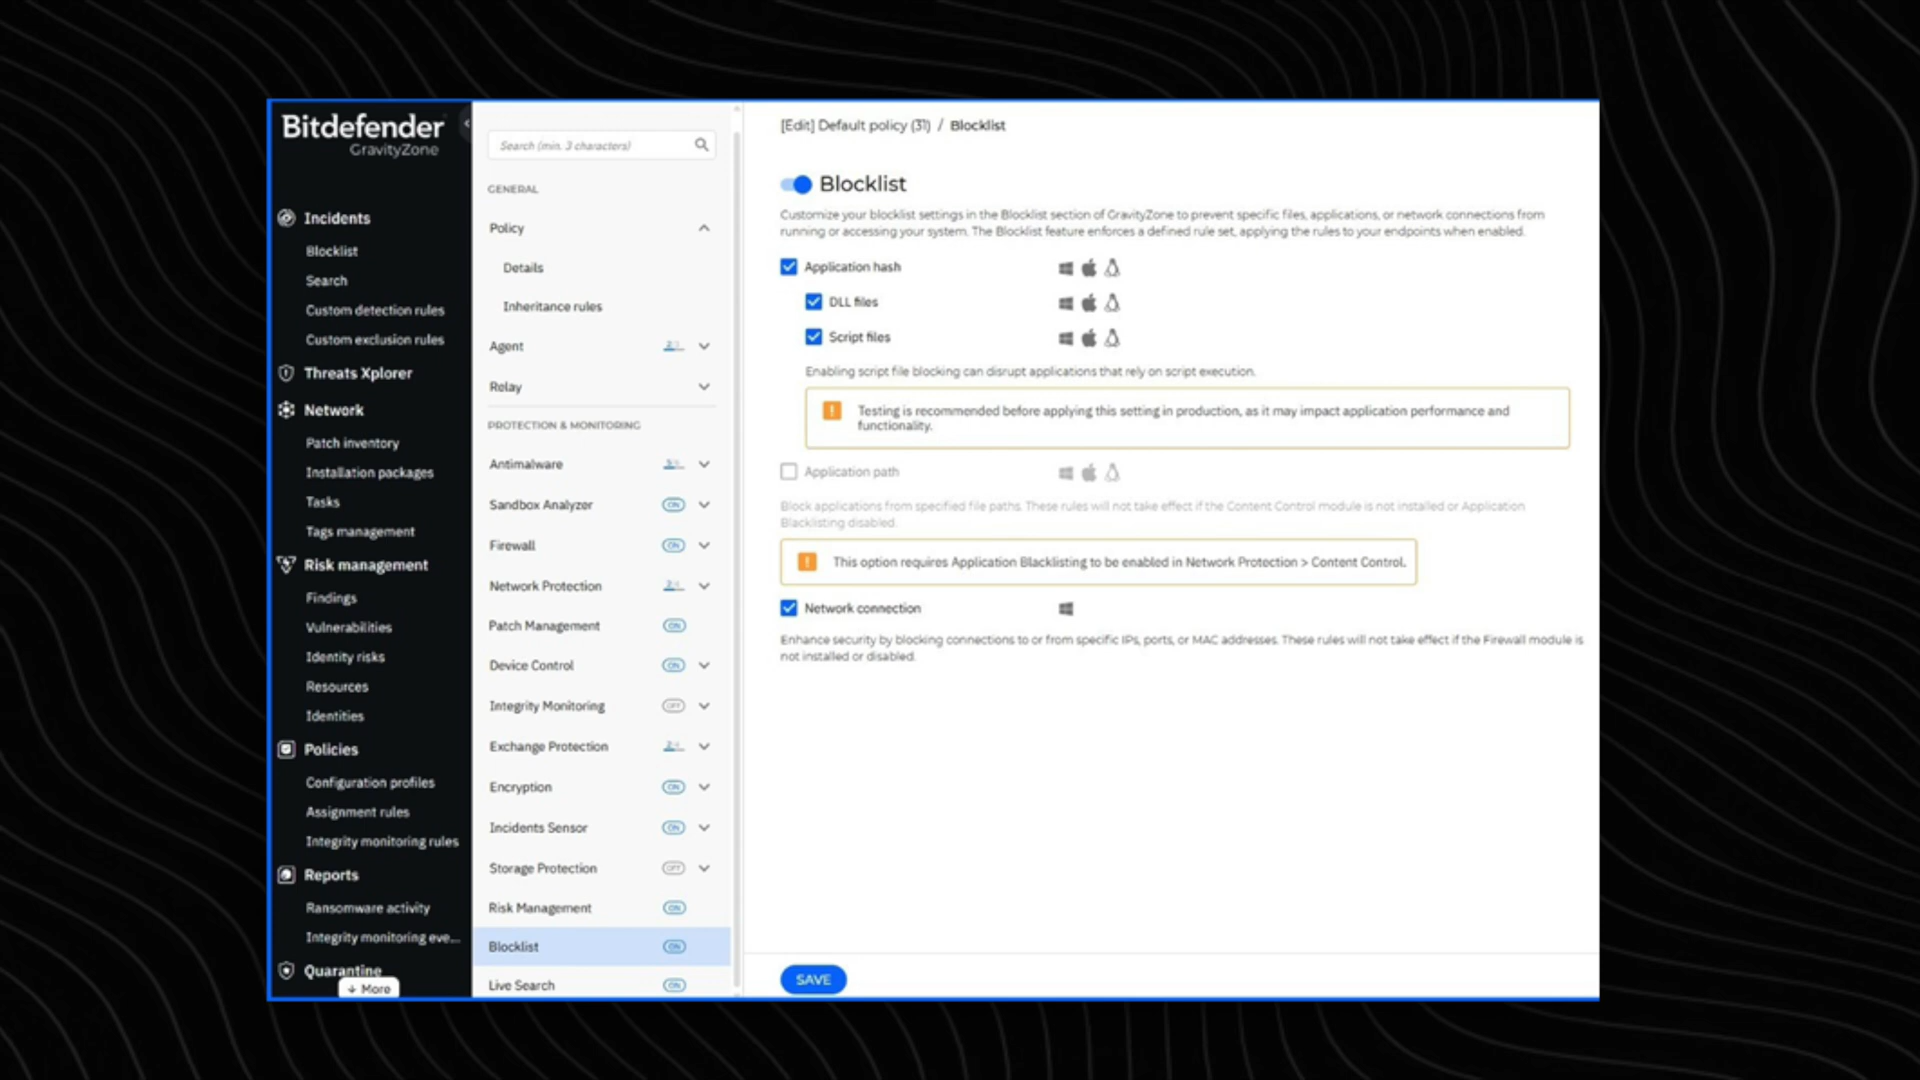 Bitdefender
GravityZone
Incidents
Blocklist
Search
Custom detection rules
Custom exclusion rules
Threats Xplorer
Network
Patch inventory
Installation packages
Tasks
Tags management
Risk management
Findings
Vulnerabilities
Identity risks
Resources
Identities
Policies
Configuration profiles
Assignment rules
Integrity monitoring rules
Reports
Ransomware activity
Integrity monitoring eve...
Quarantine
↓ More
Search (min. 3 characters)
GENERAL
Policy
Details
Inheritance rules
Agent
Relay
PROTECTION & MONITORING
Antimalware
Sandbox Analyzer ON
Firewall ON
Network Protection
Patch Management ON
Device Control ON
Integrity Monitoring OFF
Exchange Protection
Encryption ON
Incidents Sensor ON
Storage Protection OFF
Risk Management ON
Blocklist ON
Live Search ON
[Edit] Default policy (31) / Blocklist
Blocklist
Customize your blocklist settings in the Blocklist section of GravityZone to prevent specific files, applications, or network connections from
running or accessing your system. The Blocklist feature enforces a defined rule set, applying the rules to your endpoints when enabled.
Application hash
DLL files
Script files
Enabling script file blocking can disrupt applications that rely on script execution.
Testing is recommended before applying this setting in production, as it may impact application performance and
functionality.
Application path
Block applications from specified file paths. These rules will not take effect if the Content Control module is not installed or Application
Blacklisting disabled.
This option requires Application Blacklisting to be enabled in Network Protection > Content Control.
Network connection
Enhance security by blocking connections to or from specific IPs, ports, or MAC addresses. These rules will not take effect if the Firewall module is
not installed or disabled.
SAVE